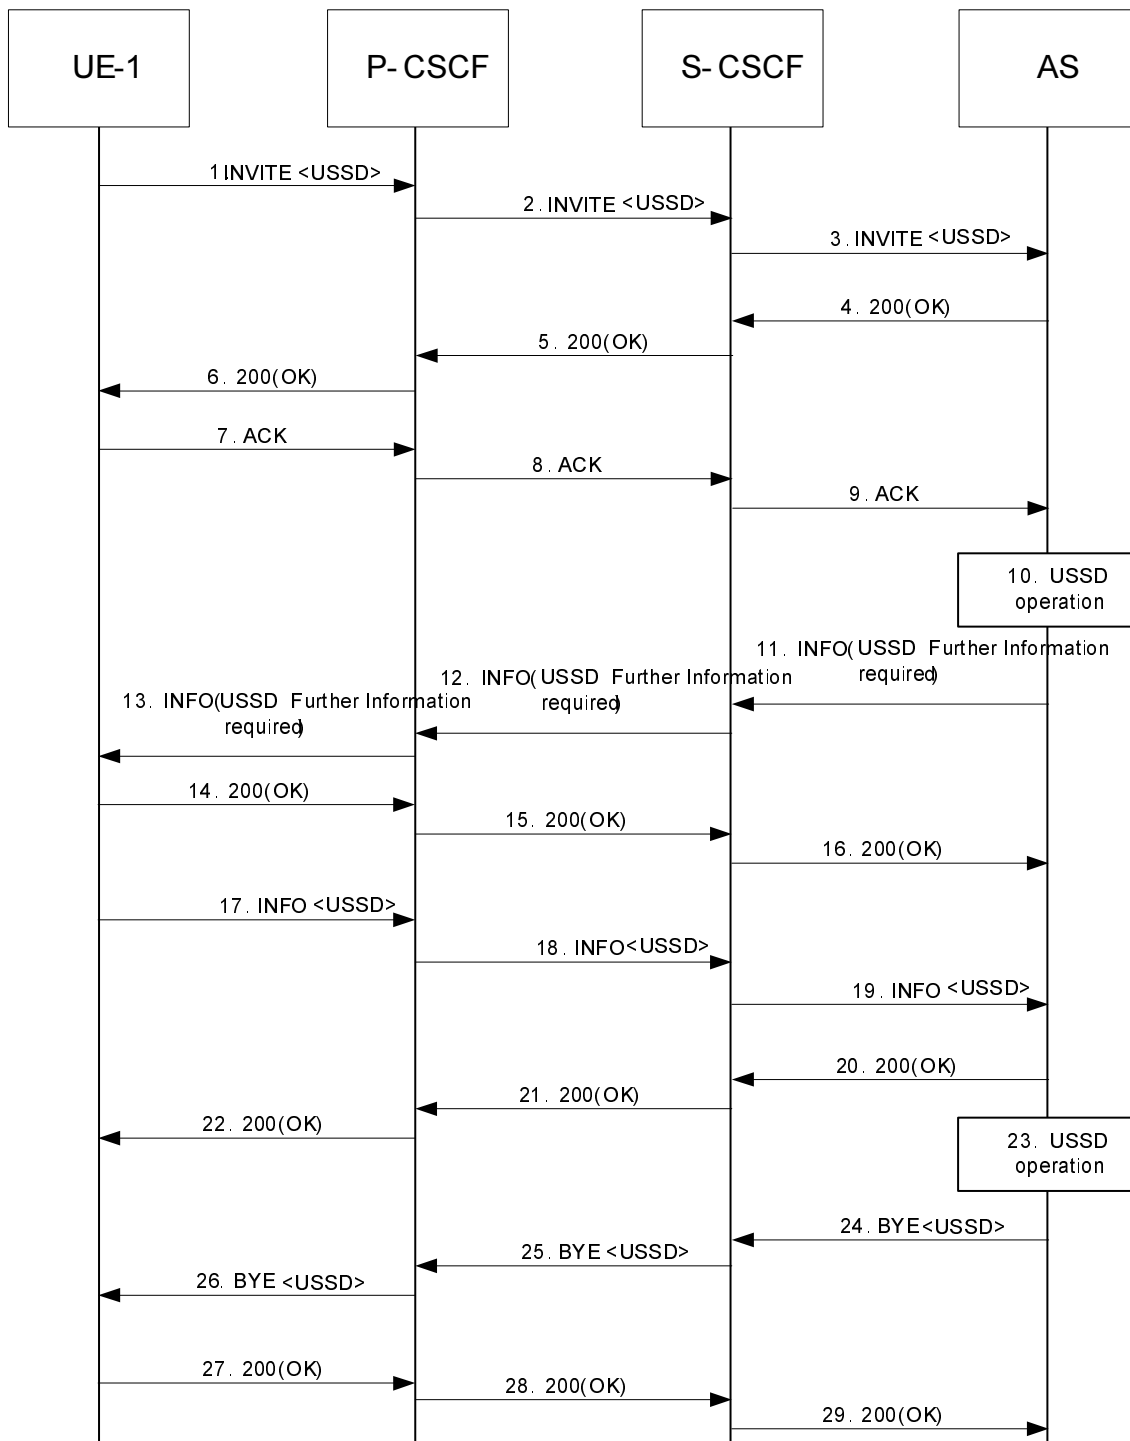 UE-1
P- CSCF
S- CSCF
AS
1.INVITE <USSD>
2. INVITE <USSD>
3. INVITE <USSD>
4. 200(OK)
5. 200(OK)
6. 200(OK)
7. ACK
8. ACK
9. ACK
10. USSD
operation
11. INFO( USSD Further Information
required)
12. INFO( USSD Further Information
required)
13. INFO(USSD Further Information
required)
14. 200(OK)
15. 200(OK)
16. 200(OK)
17. INFO <USSD>
18. INFO<USSD>
19. INFO <USSD>
20. 200(OK)
21. 200(OK)
22. 200(OK)
23. USSD
operation
24. BYE<USSD>
25. BYE <USSD>
26. BYE <USSD>
27. 200(OK)
28. 200(OK)
29. 200(OK)